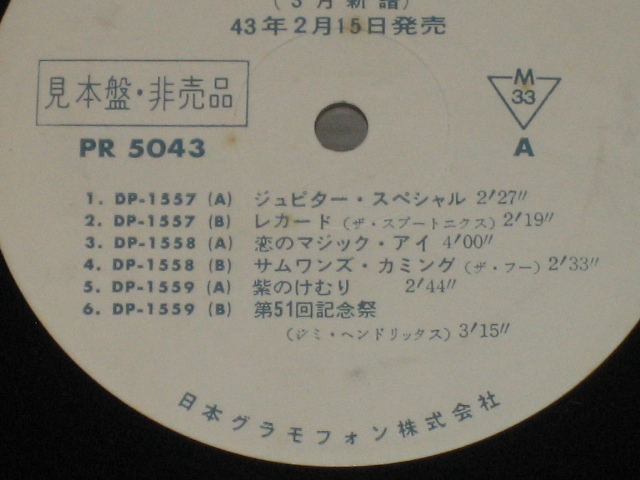 (3月新譜)
43年2月15日発売
見本盤・非売品
M
33
PR 5043
A
1. DP-1557 (A) ジュピター・スペシャル 2'27"
2. DP-1557 (B) レカード (ザ・スプートニクス) 2'19"
3. DP-1558 (A) 恋のマジック・アイ 4'00"
4. DP-1558 (B) サムワンズ・カミング (ザ・フー) 2'33"
5. DP-1559 (A) 紫のけむり 2'44"
6. DP-1559 (B) 第51回記念祭
(ジミ・ヘンドリックス) 3'15"
日本グラモフォン株式会社